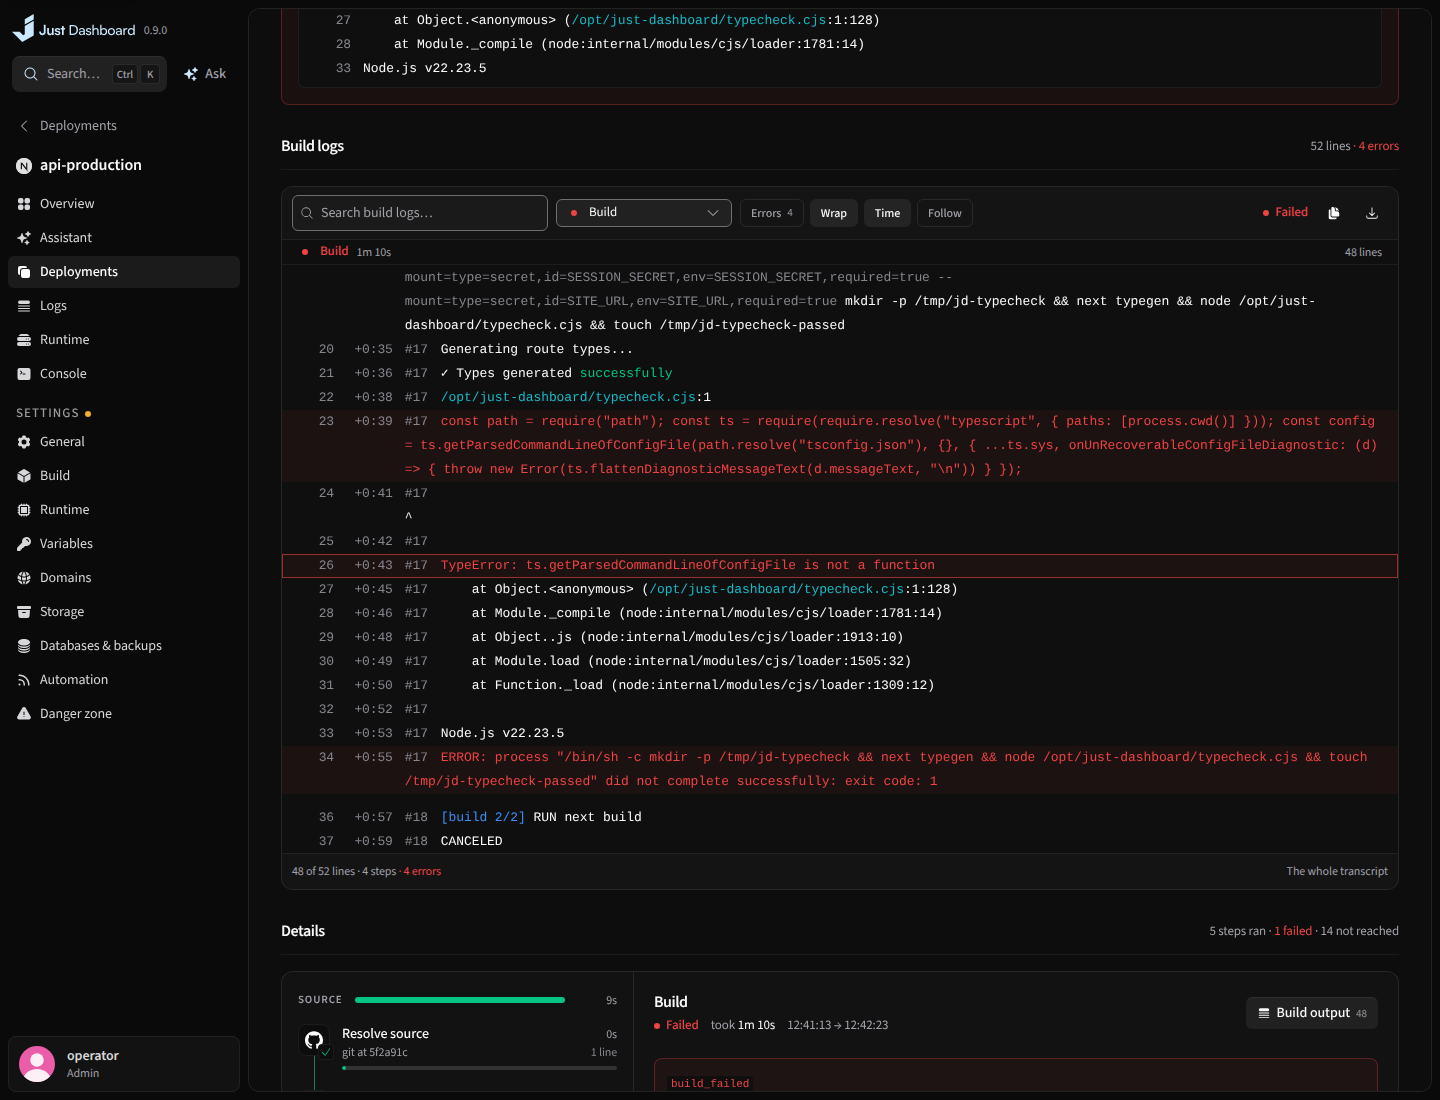 Just Dashboard 0.9.0
Search… Ctrl K Ask
Deployments
N api-production
Overview
Assistant
Deployments
Logs
Runtime
Console
SETTINGS
General
Build
Runtime
Variables
Domains
Storage
Databases & backups
Automation
Danger zone
operator
Admin
27 at Object.<anonymous> (/opt/just-dashboard/typecheck.cjs:1:128)
28 at Module._compile (node:internal/modules/cjs/loader:1781:14)
33 Node.js v22.23.5
Build logs 52 lines · 4 errors
Search build logs… Build Errors 4 Wrap Time Follow Failed
Build 1m 10s 48 lines
mount=type=secret,id=SESSION_SECRET,env=SESSION_SECRET,required=true --
mount=type=secret,id=SITE_URL,env=SITE_URL,required=true mkdir -p /tmp/jd-typecheck && next typegen && node /opt/just-
dashboard/typecheck.cjs && touch /tmp/jd-typecheck-passed
20 +0:35 #17 Generating route types...
21 +0:36 #17 ✓ Types generated successfully
22 +0:38 #17 /opt/just-dashboard/typecheck.cjs:1
23 +0:39 #17 const path = require("path"); const ts = require(require.resolve("typescript", { paths: [process.cwd()] })); const config
= ts.getParsedCommandLineOfConfigFile(path.resolve("tsconfig.json"), {}, { ...ts.sys, onUnRecoverableConfigFileDiagnostic: (d)
=> { throw new Error(ts.flattenDiagnosticMessageText(d.messageText, "\n")) } });
24 +0:41 #17
^
25 +0:42 #17
26 +0:43 #17 TypeError: ts.getParsedCommandLineOfConfigFile is not a function
27 +0:45 #17 at Object.<anonymous> (/opt/just-dashboard/typecheck.cjs:1:128)
28 +0:46 #17 at Module._compile (node:internal/modules/cjs/loader:1781:14)
29 +0:48 #17 at Object..js (node:internal/modules/cjs/loader:1913:10)
30 +0:49 #17 at Module.load (node:internal/modules/cjs/loader:1505:32)
31 +0:50 #17 at Function._load (node:internal/modules/cjs/loader:1309:12)
32 +0:52 #17
33 +0:53 #17 Node.js v22.23.5
34 +0:55 #17 ERROR: process "/bin/sh -c mkdir -p /tmp/jd-typecheck && next typegen && node /opt/just-dashboard/typecheck.cjs && touch
/tmp/jd-typecheck-passed" did not complete successfully: exit code: 1
36 +0:57 #18 [build 2/2] RUN next build
37 +0:59 #18 CANCELED
48 of 52 lines · 4 steps · 4 errors The whole transcript
Details 5 steps ran · 1 failed · 14 not reached
SOURCE 9s
Resolve source 0s
git at 5f2a91c 1 line
Build
Failed took 1m 10s 12:41:13 → 12:42:23
Build output 48
build_failed